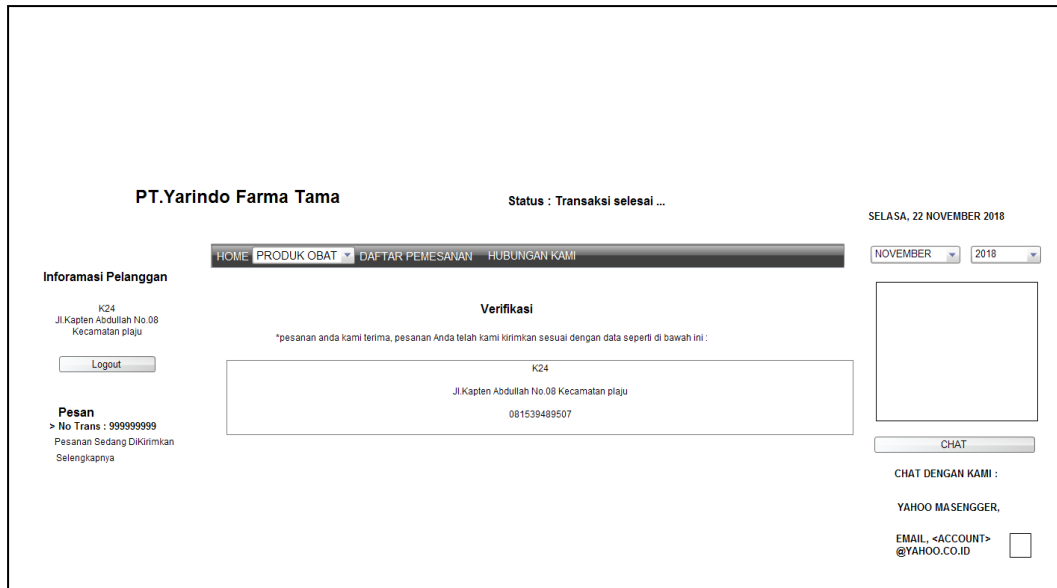 PT.Yarindo Farma Tama
Status : Transaksi selesai ...
SELASA, 22 NOVEMBER 2018
HOME PRODUK OBAT DAFTAR PEMESANAN HUBUNGAN KAMI
NOVEMBER 2018
Inforamasi Pelanggan
K24
Jl.Kapten Abdullah No.08
Kecamatan plaju
Logout
Pesan
> No Trans : 999999999
Pesanan Sedang DiKirimkan
Selengkapnya
Verifikasi
*pesanan anda kami terima, pesanan Anda telah kami kirimkan sesuai dengan data seperti di bawah ini :
K24
Jl.Kapten Abdullah No.08 Kecamatan plaju
081539489507
CHAT
CHAT DENGAN KAMI :
YAHOO MASENGGER,
EMAIL, <ACCOUNT>
@YAHOO.CO.ID